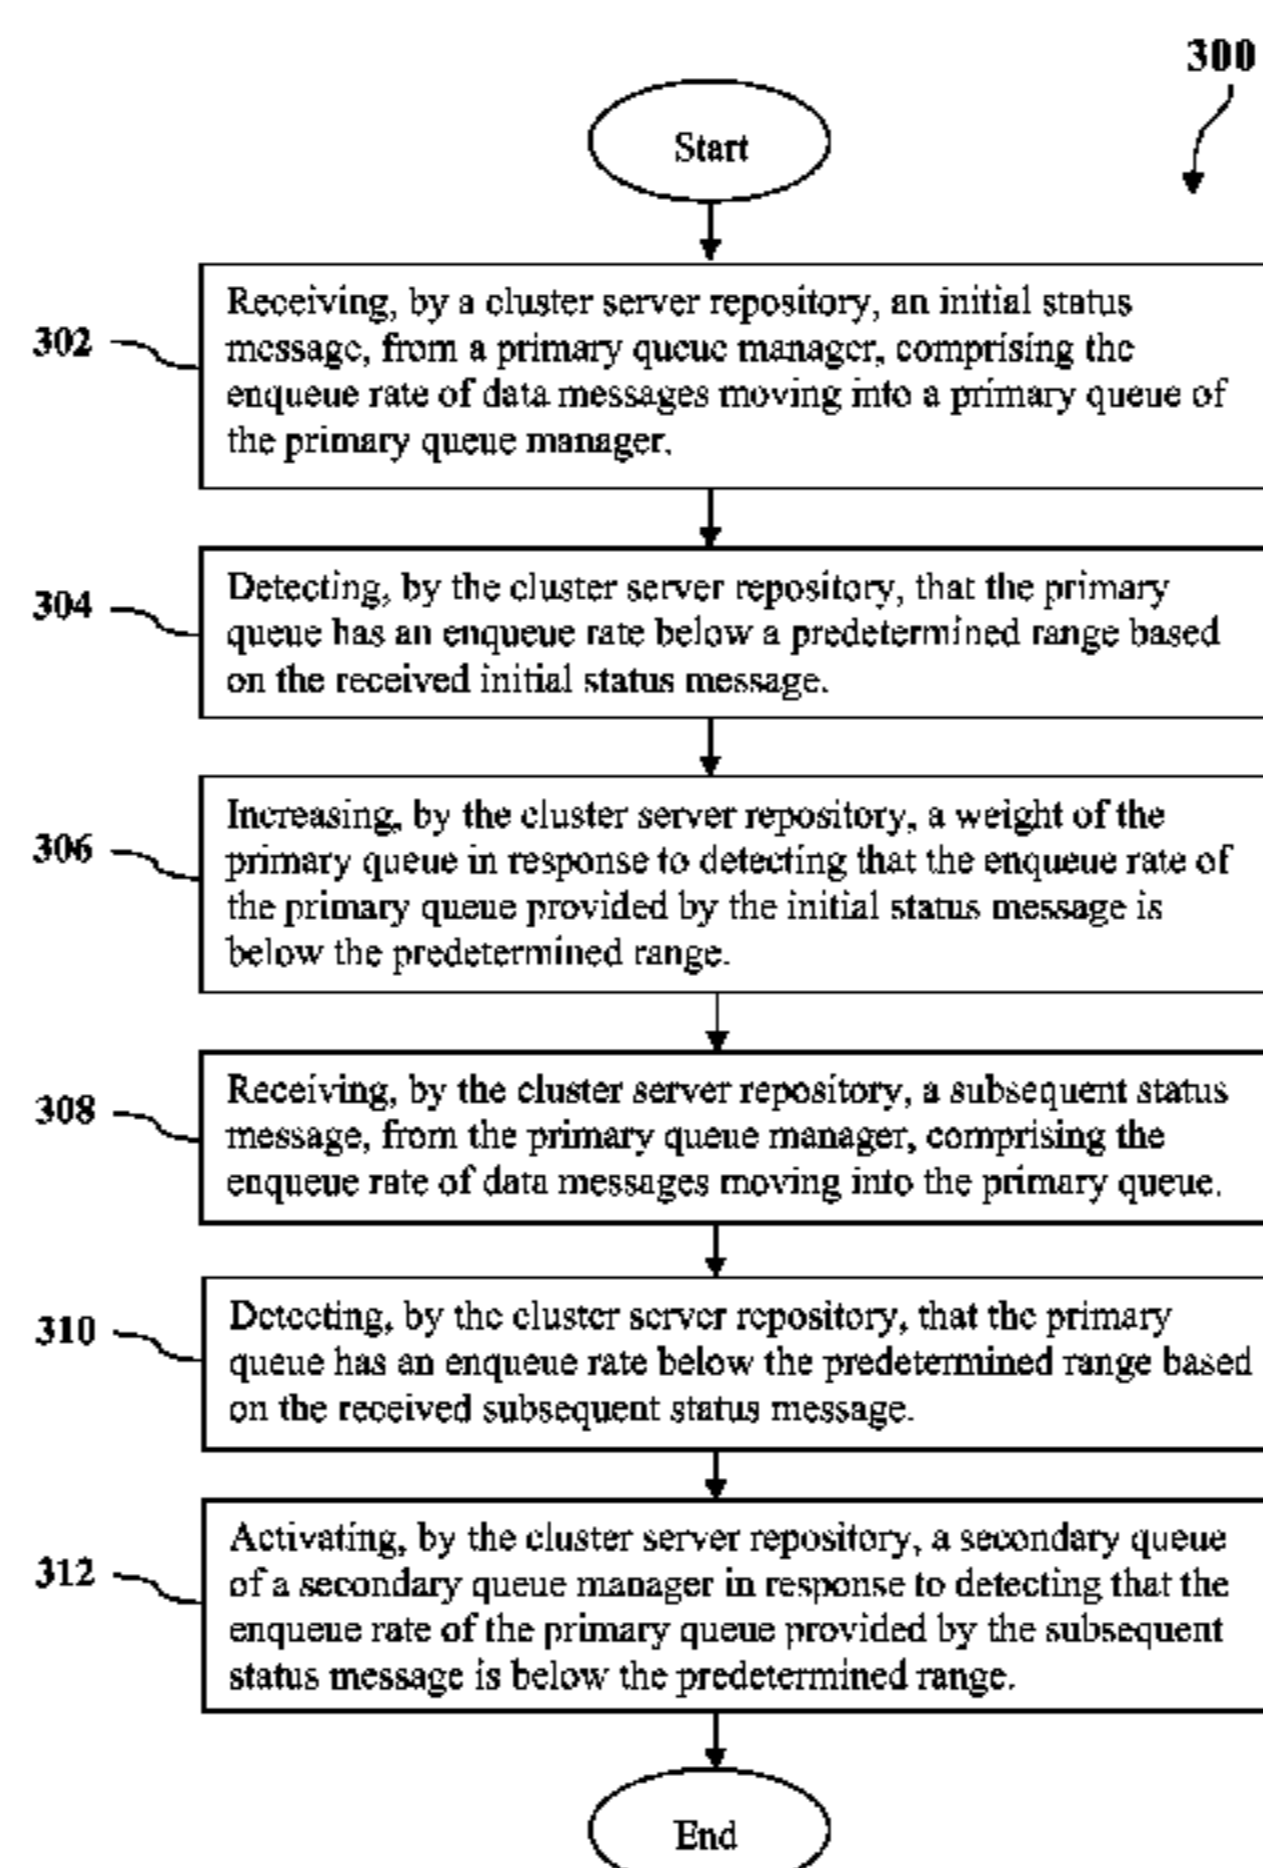 300
Start
302
Receiving, by a cluster server repository, an initial status
message, from a primary queue manager, comprising the
enqueue rate of data messages moving into a primary queue of
the primary queue manager.
304
Detecting, by the cluster server repository, that the primary
queue has an enqueue rate below a predetermined range based
on the received initial status message.
306
Increasing, by the cluster server repository, a weight of the
primary queue in response to detecting that the enqueue rate of
the primary queue provided by the initial status message is
below the predetermined range.
308
Receiving, by the cluster server repository, a subsequent status
message, from the primary queue manager, comprising the
enqueue rate of data messages moving into the primary queue.
310
Detecting, by the cluster server repository, that the primary
queue has an enqueue rate below the predetermined range based
on the received subsequent status message.
312
Activating, by the cluster server repository, a secondary queue
of a secondary queue manager in response to detecting that the
enqueue rate of the primary queue provided by the subsequent
status message is below the predetermined range.
End